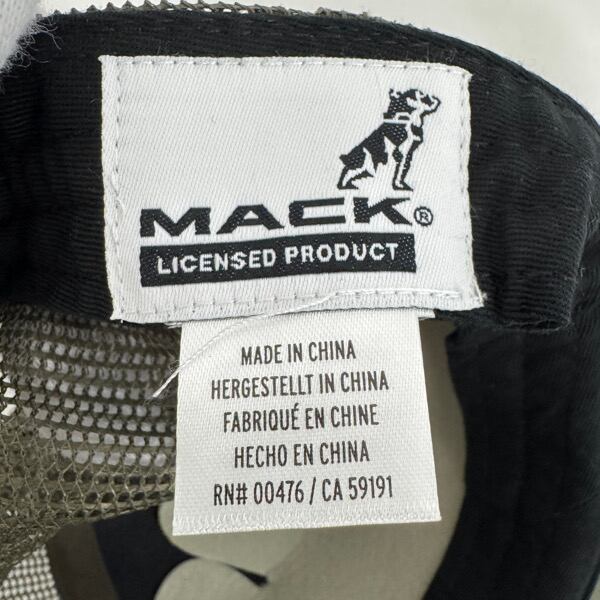 MACK®
LICENSED PRODUCT
MADE IN CHINA
HERGESTELLT IN CHINA
FABRIQUÉ EN CHINE
HECHO EN CHINA
RN# 00476 / CA 59191